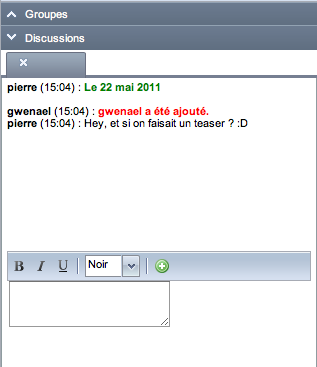 Groupes
Discussions
pierre (15:04) : Le 22 mai 2011
gwenael (15:04) : gwenael a été ajouté.
pierre (15:04) : Hey, et si on faisait un teaser ? :D
B I U Noir